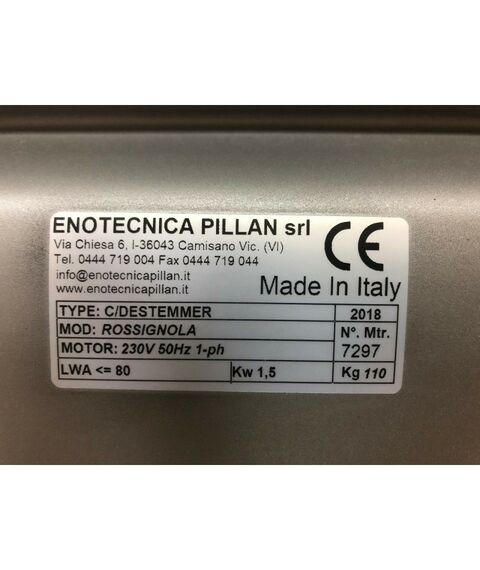 ENOTECNICA PILLAN srl
Via Chiesa 6, I-36043 Camisano Vic. (VI)
Tel. 0444 719 004 Fax 0444 719 044
info@enotecnicapillan.it
www.enotecnicapillan.it
CE
Made In Italy
TYPE: C/DESTEMMER 2018
MOD: ROSSIGNOLA N°. Mtr.
MOTOR: 230V 50Hz 1-ph 7297
LWA <= 80 Kw 1,5 Kg 110